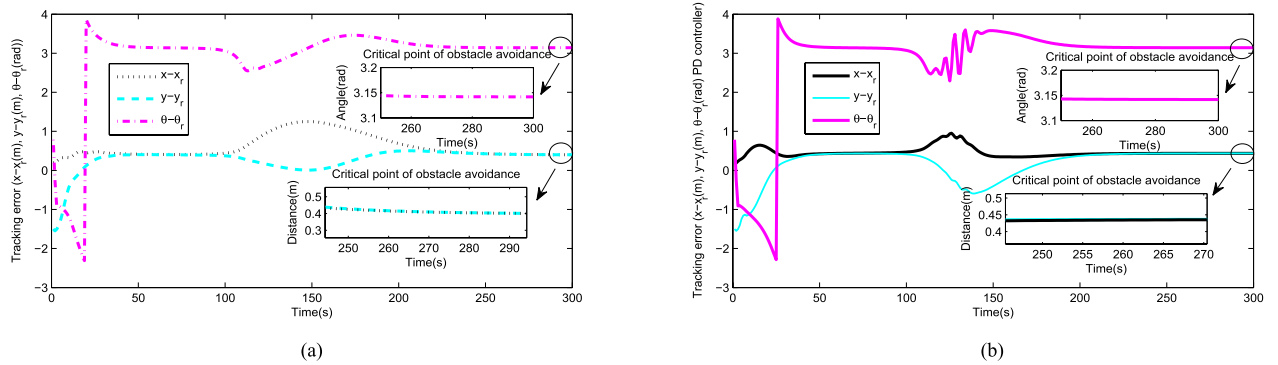 Tracking error (x−x_r(m), y−y_r(m), θ−θ_r(rad))
4
3
2
1
0
−1
−2
−3
x−x_r
y−y_r
θ−θ_r
Critical point of obstacle avoidance
Angle(rad)
3.2
3.15
3.1
260
280
300
Time(s)
Critical point of obstacle avoidance
Distance(m)
0.5
0.4
0.3
250
260
270
280
290
Time(s)
0
50
100
150
200
250
300
Time(s)
(a)
Tracking error (x−x_r(m), y−y_r(m), θ−θ_r(rad) PD controller)
4
3
2
1
0
−1
−2
−3
x−x_r
y−y_r
θ−θ_r
Critical point of obstacle avoidance
Angle(rad)
3.2
3.15
3.1
260
280
300
Time(s)
Critical point of obstacle avoidance
Distance(m)
0.5
0.45
0.4
250
255
260
265
270
Time(s)
0
50
100
150
200
250
300
Time(s)
(b)